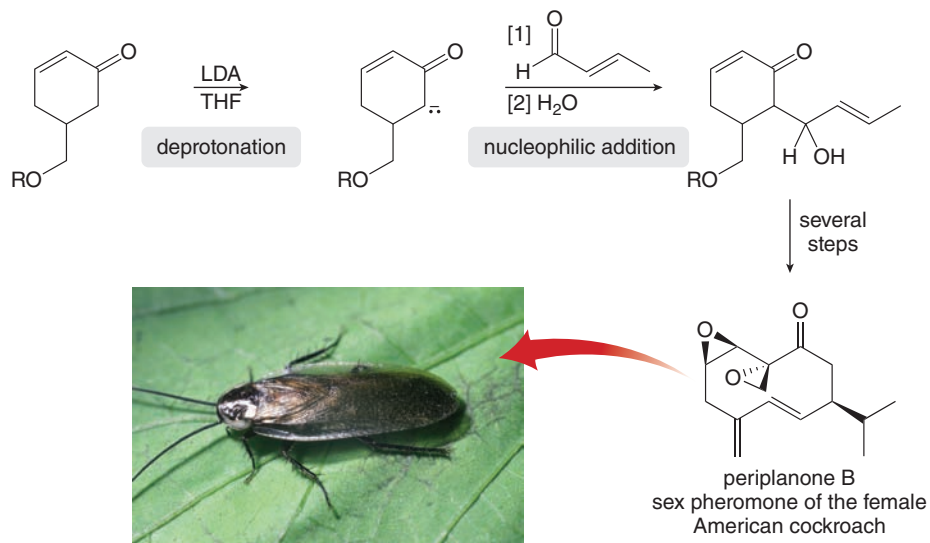 O
LDA
THF
deprotonation
RO
O
RO
[1]
O
H
[2] H₂O
nucleophilic addition
O
H OH
RO
several
steps
O
O
O
periplanone B
sex pheromone of the female
American cockroach